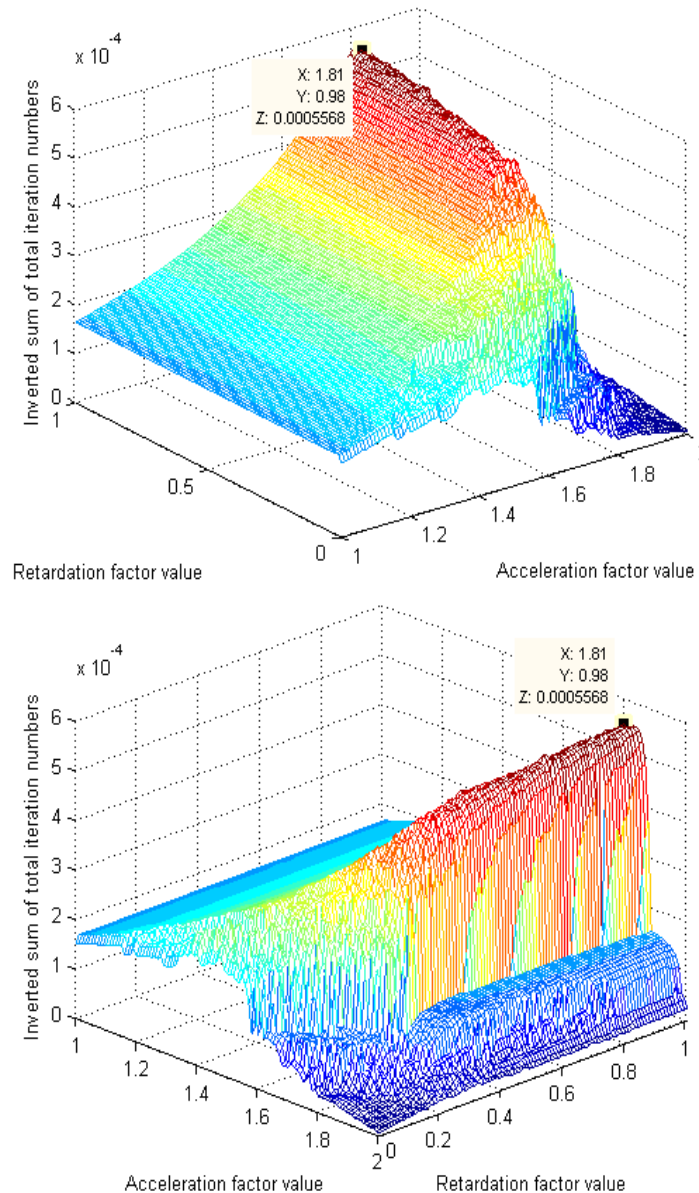 x 10
-4
X: 1.81
Y: 0.98
Z: 0.0005568
6
5
4
3
2
1
0
Inverted sum of total iteration numbers
1
0.5
0
1
1.2
1.4
1.6
1.8
Retardation factor value
Acceleration factor value
x 10
-4
X: 1.81
Y: 0.98
Z: 0.0005568
6
5
4
3
2
1
0
Inverted sum of total iteration numbers
1
1.2
1.4
1.6
1.8
2
0
0.2
0.4
0.6
0.8
1
Acceleration factor value
Retardation factor value